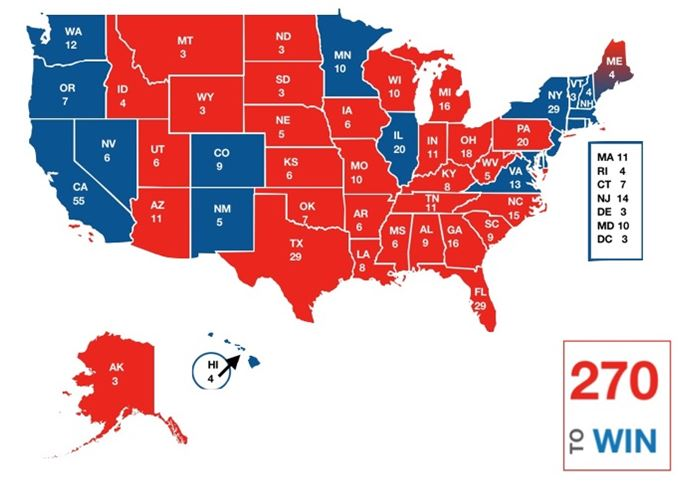 WA
12
OR
7
CA
55
NV
6
ID
4
MT
3
WY
3
UT
6
AZ
11
CO
9
NM
5
ND
3
SD
3
NE
5
KS
6
OK
7
TX
29
MN
10
IA
6
MO
10
AR
6
LA
8
WI
10
IL
20
MI
16
IN
11
OH
18
KY
8
TN
11
MS
6
AL
9
GA
16
FL
29
SC
9
NC
15
VA
13
WV
5
PA
20
NY
29
VT
3
4
NH
ME
4
MA 11
RI 4
CT 7
NJ 14
DE 3
MD 10
DC 3
AK
3
HI
4
270
TO WIN